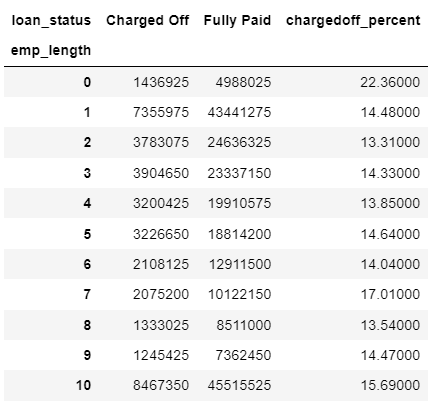 loan_status Charged Off Fully Paid chargedoff_percent
emp_length
0 1436925 4988025 22.36000
1 7355975 43441275 14.48000
2 3783075 24636325 13.31000
3 3904650 23337150 14.33000
4 3200425 19910575 13.85000
5 3226650 18814200 14.64000
6 2108125 12911500 14.04000
7 2075200 10122150 17.01000
8 1333025 8511000 13.54000
9 1245425 7362450 14.47000
10 8467350 45515525 15.69000